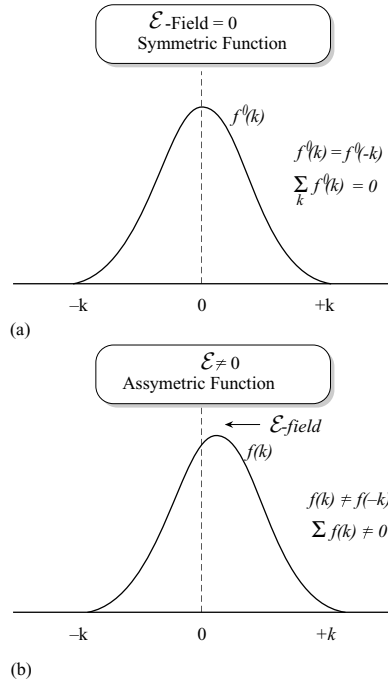 ℰ-Field = 0
Symmetric Function
f⁰(k)
f⁰(k) = f⁰(-k)
Σ f⁰(k) = 0
k
–k 0 +k
(a)
ℰ ≠ 0
Assymetric Function
ℰ-field
f(k)
f(k) ≠ f(–k)
Σ f(k) ≠ 0
–k 0 +k
(b)